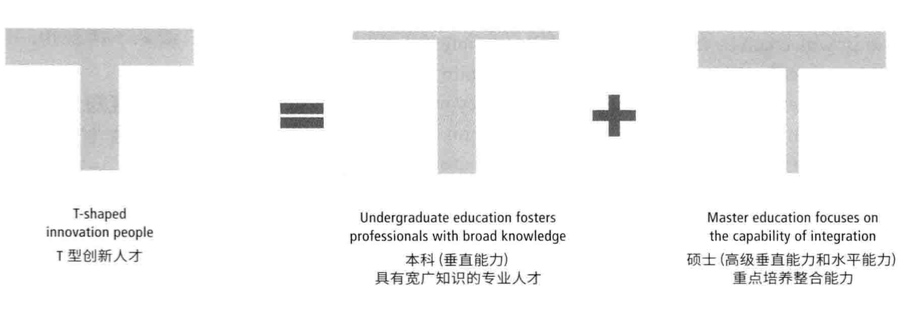 T-shaped
innovation people
T 型创新人才
Undergraduate education fosters
professionals with broad knowledge
本科 (垂直能力)
具有宽广知识的专业人才
Master education focuses on
the capability of integration
硕士 (高级垂直能力和水平能力)
重点培养整合能力